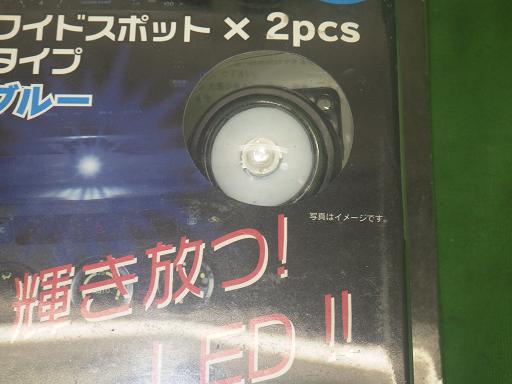 ワイドスポット × 2pcs
タイプ
ブルー
写真はイメージです。
輝き放つ!
LED!!